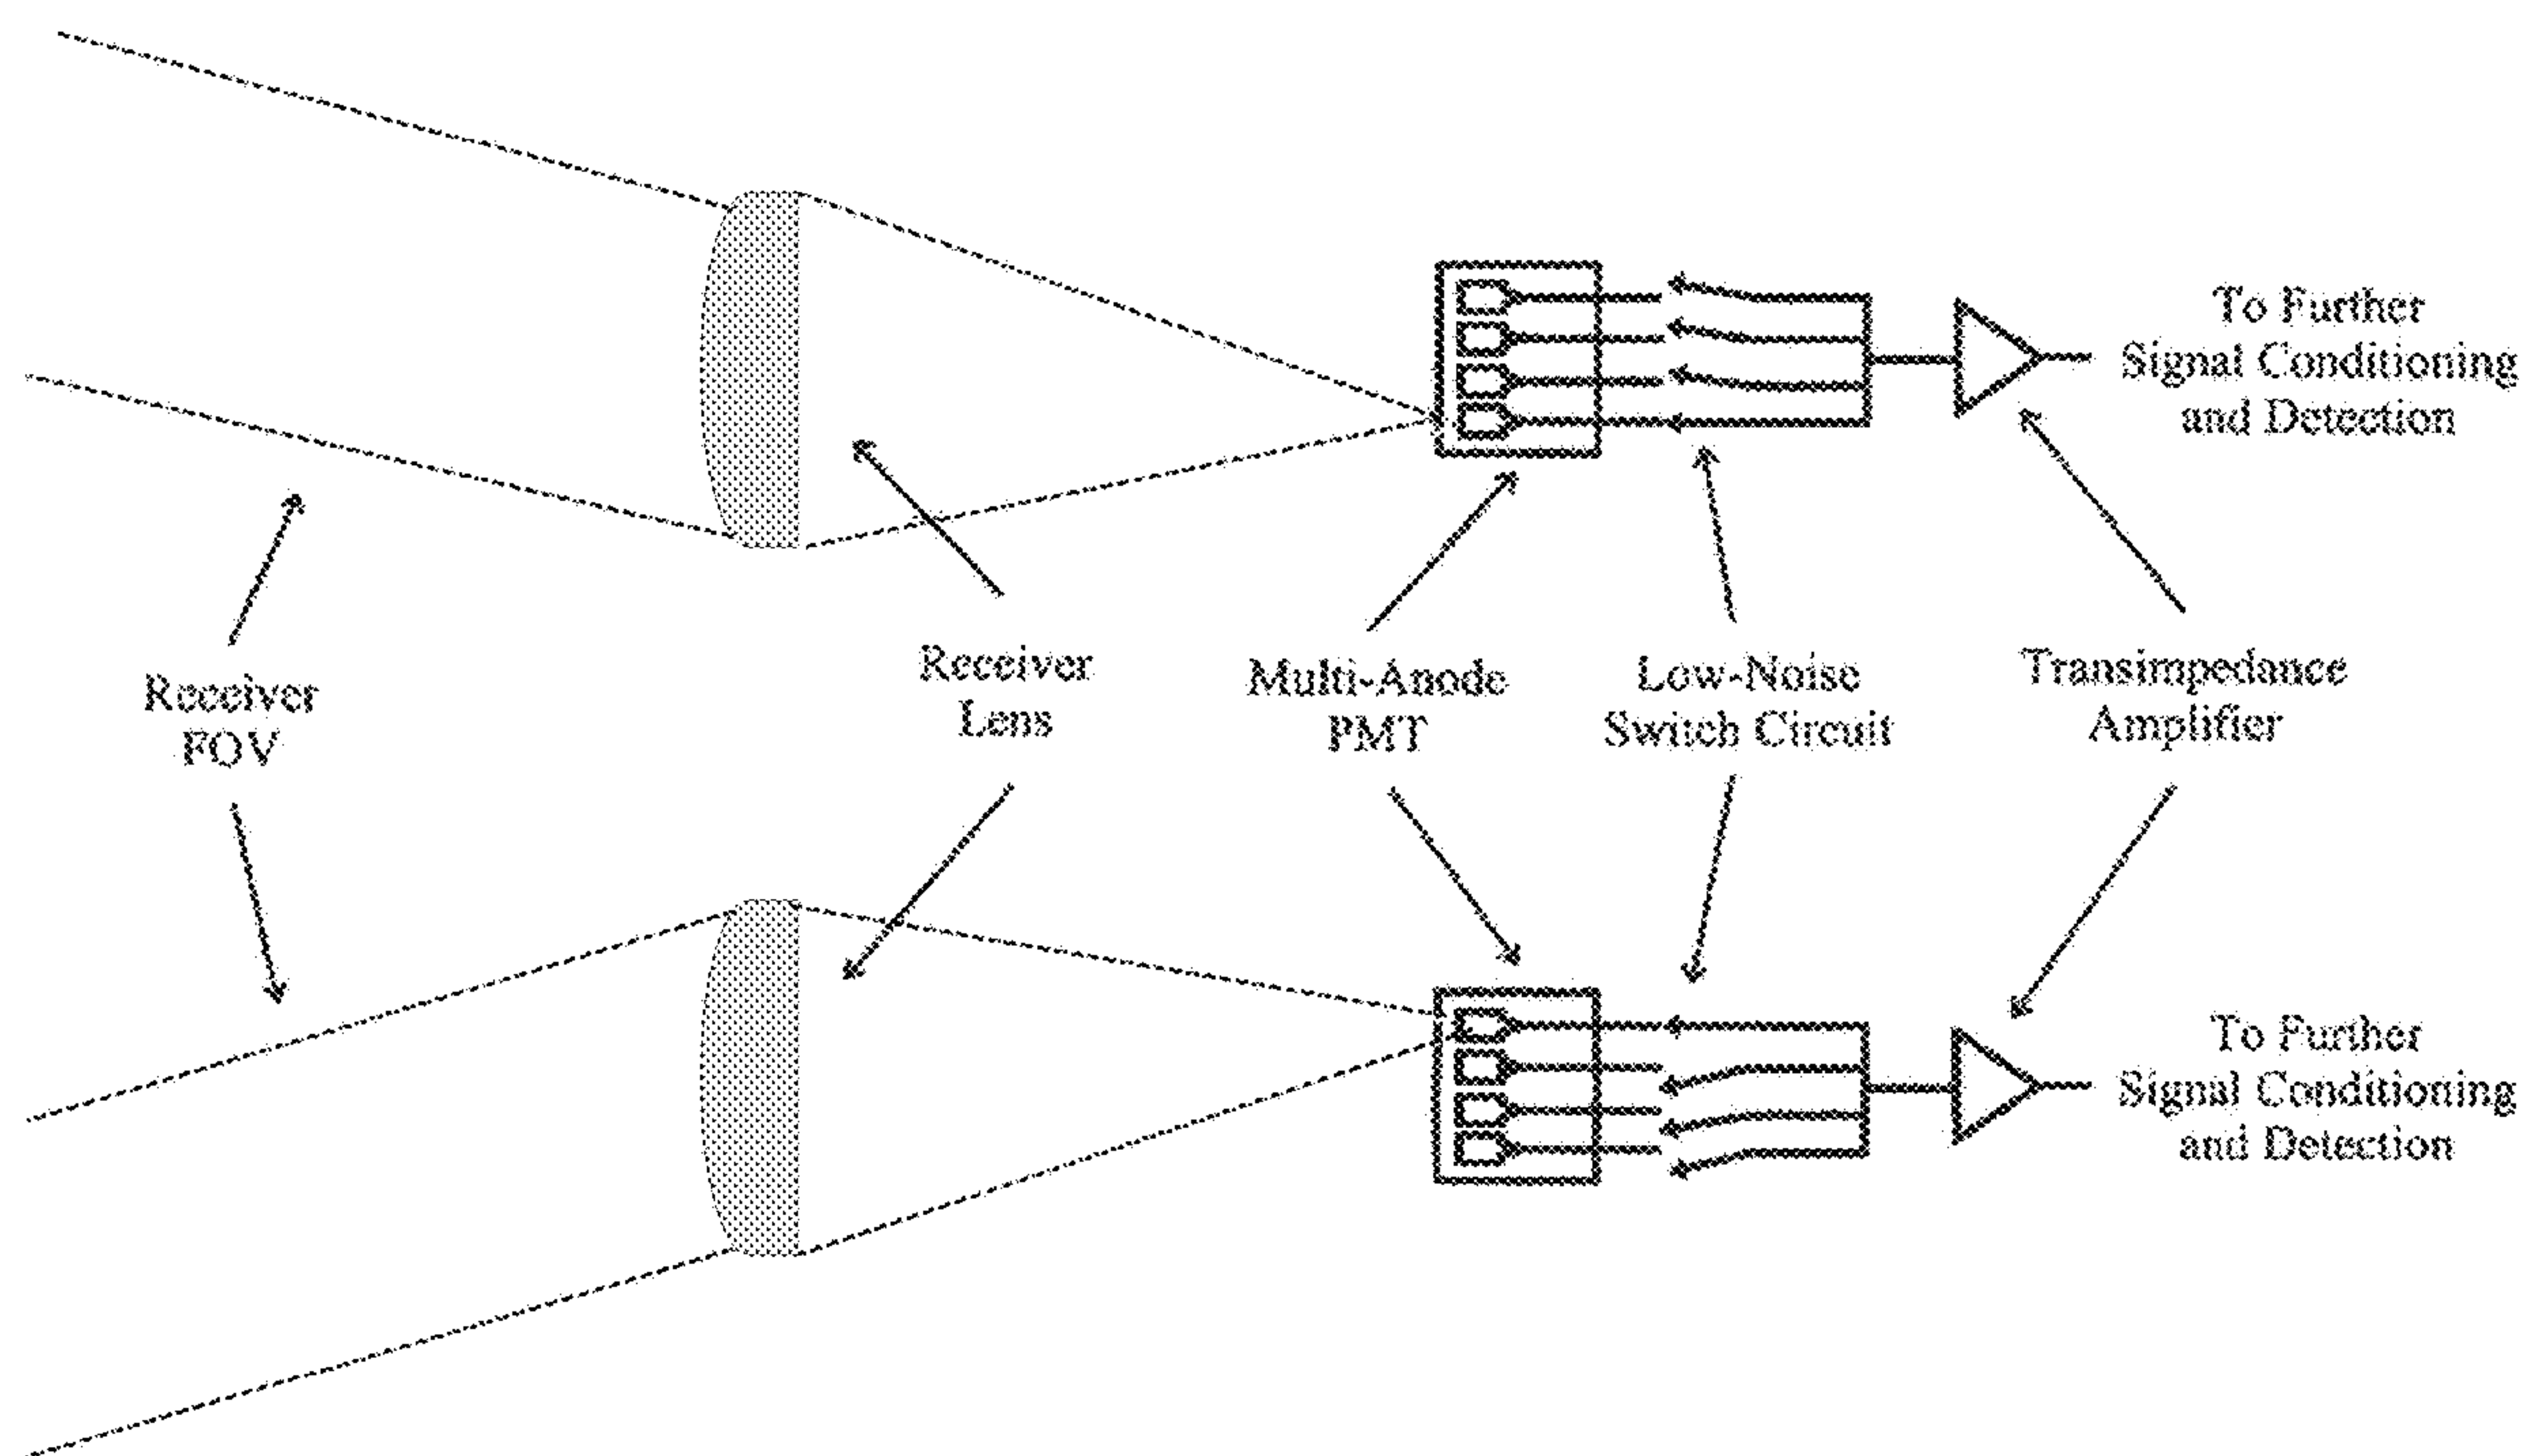 To Further
Signal Conditioning
and Detection
Receiver
FOV
Receiver
Lens
Multi-Anode
PMT
Low-Noise
Switch Circuit
Transimpedance
Amplifier
To Further
Signal Conditioning
and Detection